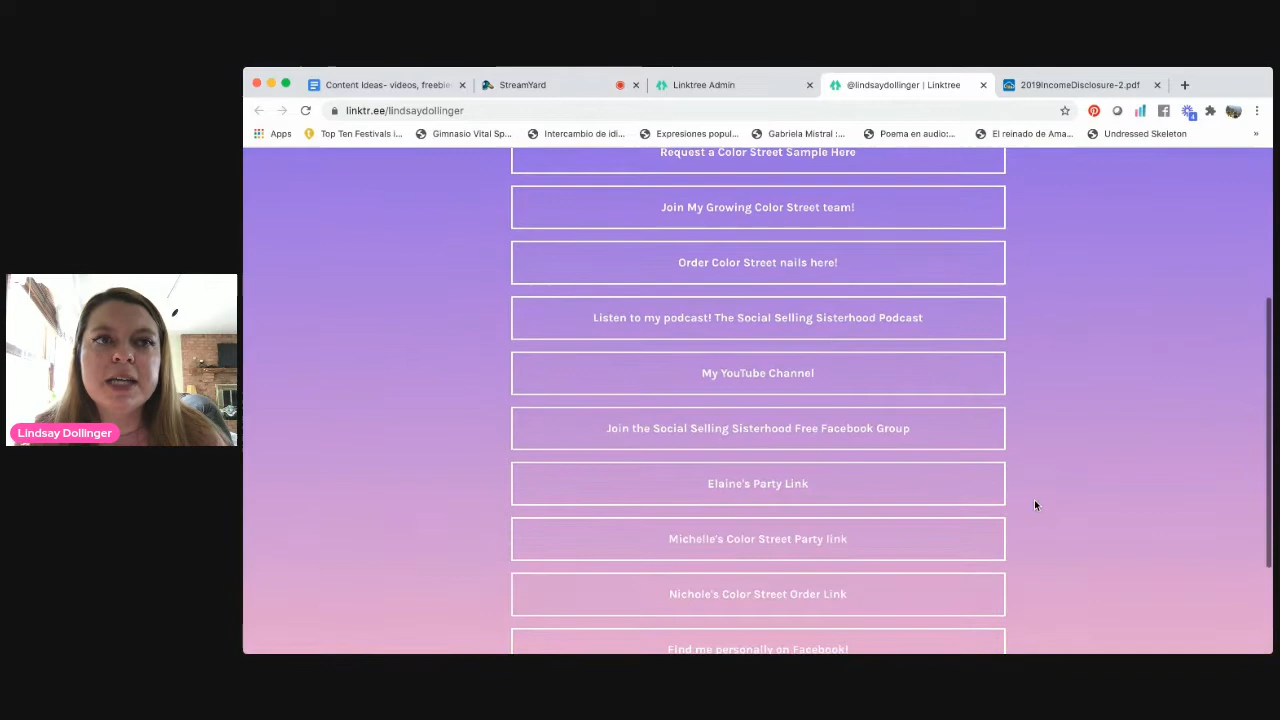 Content Ideas- videos, freebie
StreamYard
Linktree Admin
@lindsaydollinger | Linktree
2019IncomeDisclosure-2.pdf
linktr.ee/lindsaydollinger
Apps
Top Ten Festivals i...
Gimnasio Vital Sp...
Intercambio de idi...
Expresiones popul...
Gabriela Mistral :...
Poema en audio:...
El reinado de Ama...
Undressed Skeleton
»
Request a Color Street Sample Here
Join My Growing Color Street team!
Order Color Street nails here!
Listen to my podcast! The Social Selling Sisterhood Podcast
My YouTube Channel
Join the Social Selling Sisterhood Free Facebook Group
Lindsay Dollinger
Elaine's Party Link
Michelle's Color Street Party link
Nichole's Color Street Order Link
Find me personally on Facebook!